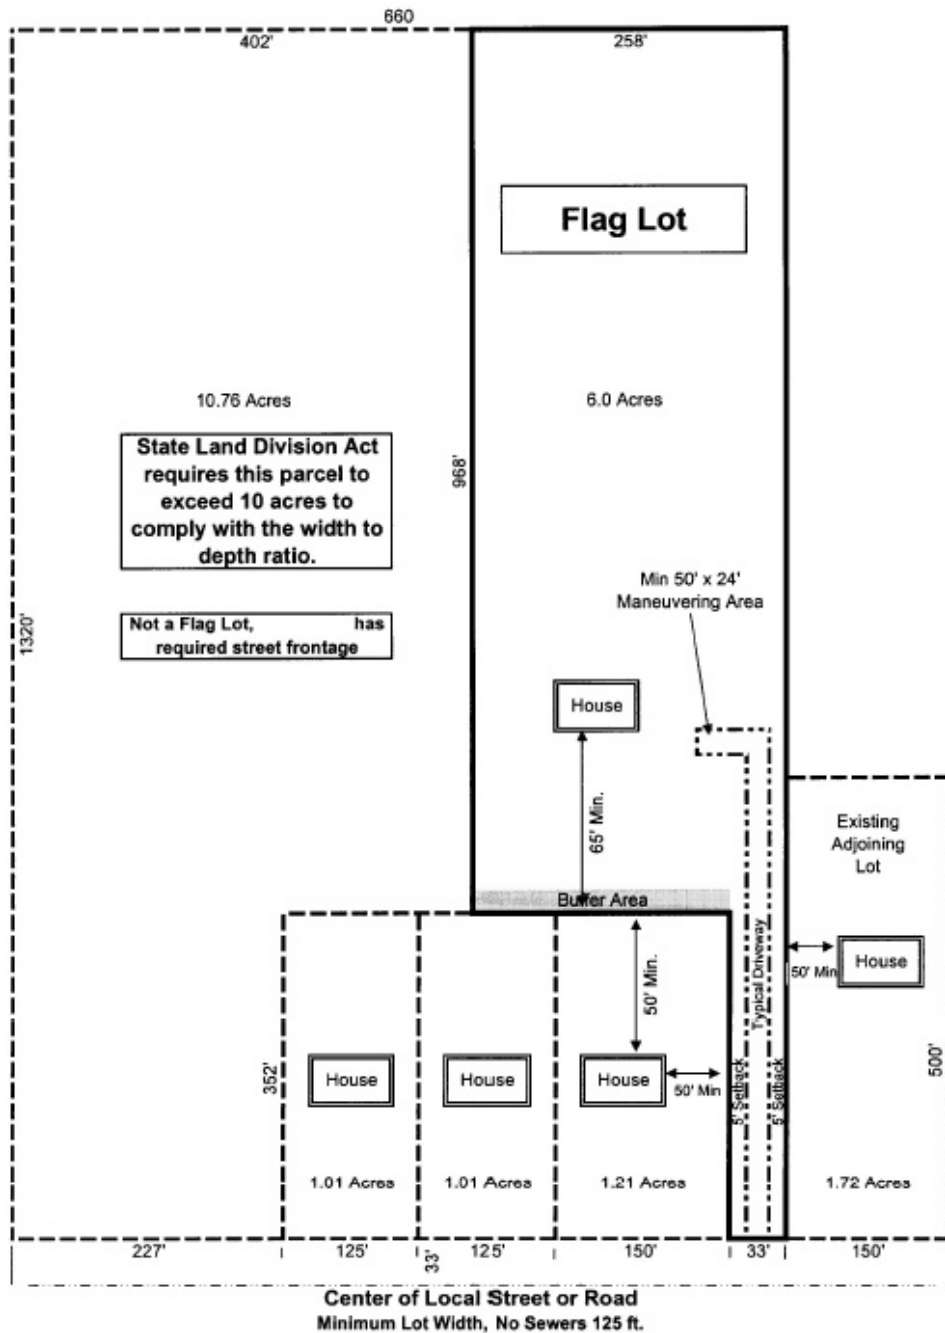 660
402'
258'
Flag Lot
10.76 Acres
6.0 Acres
State Land Division Act
requires this parcel to
exceed 10 acres to
comply with the width to
depth ratio.
968'
Min 50' x 24'
Maneuvering Area
Not a Flag Lot, has
required street frontage
1320'
House
65' Min.
Existing
Adjoining
Lot
Buffer Area
Typical Driveway
50' Min
House
50' Min.
500'
352'
House
House
House
50' Min
5' Setback
5' Setback
1.01 Acres
1.01 Acres
1.21 Acres
1.72 Acres
227'
125'
33'
125'
150'
33'
150'
Center of Local Street or Road
Minimum Lot Width, No Sewers 125 ft.